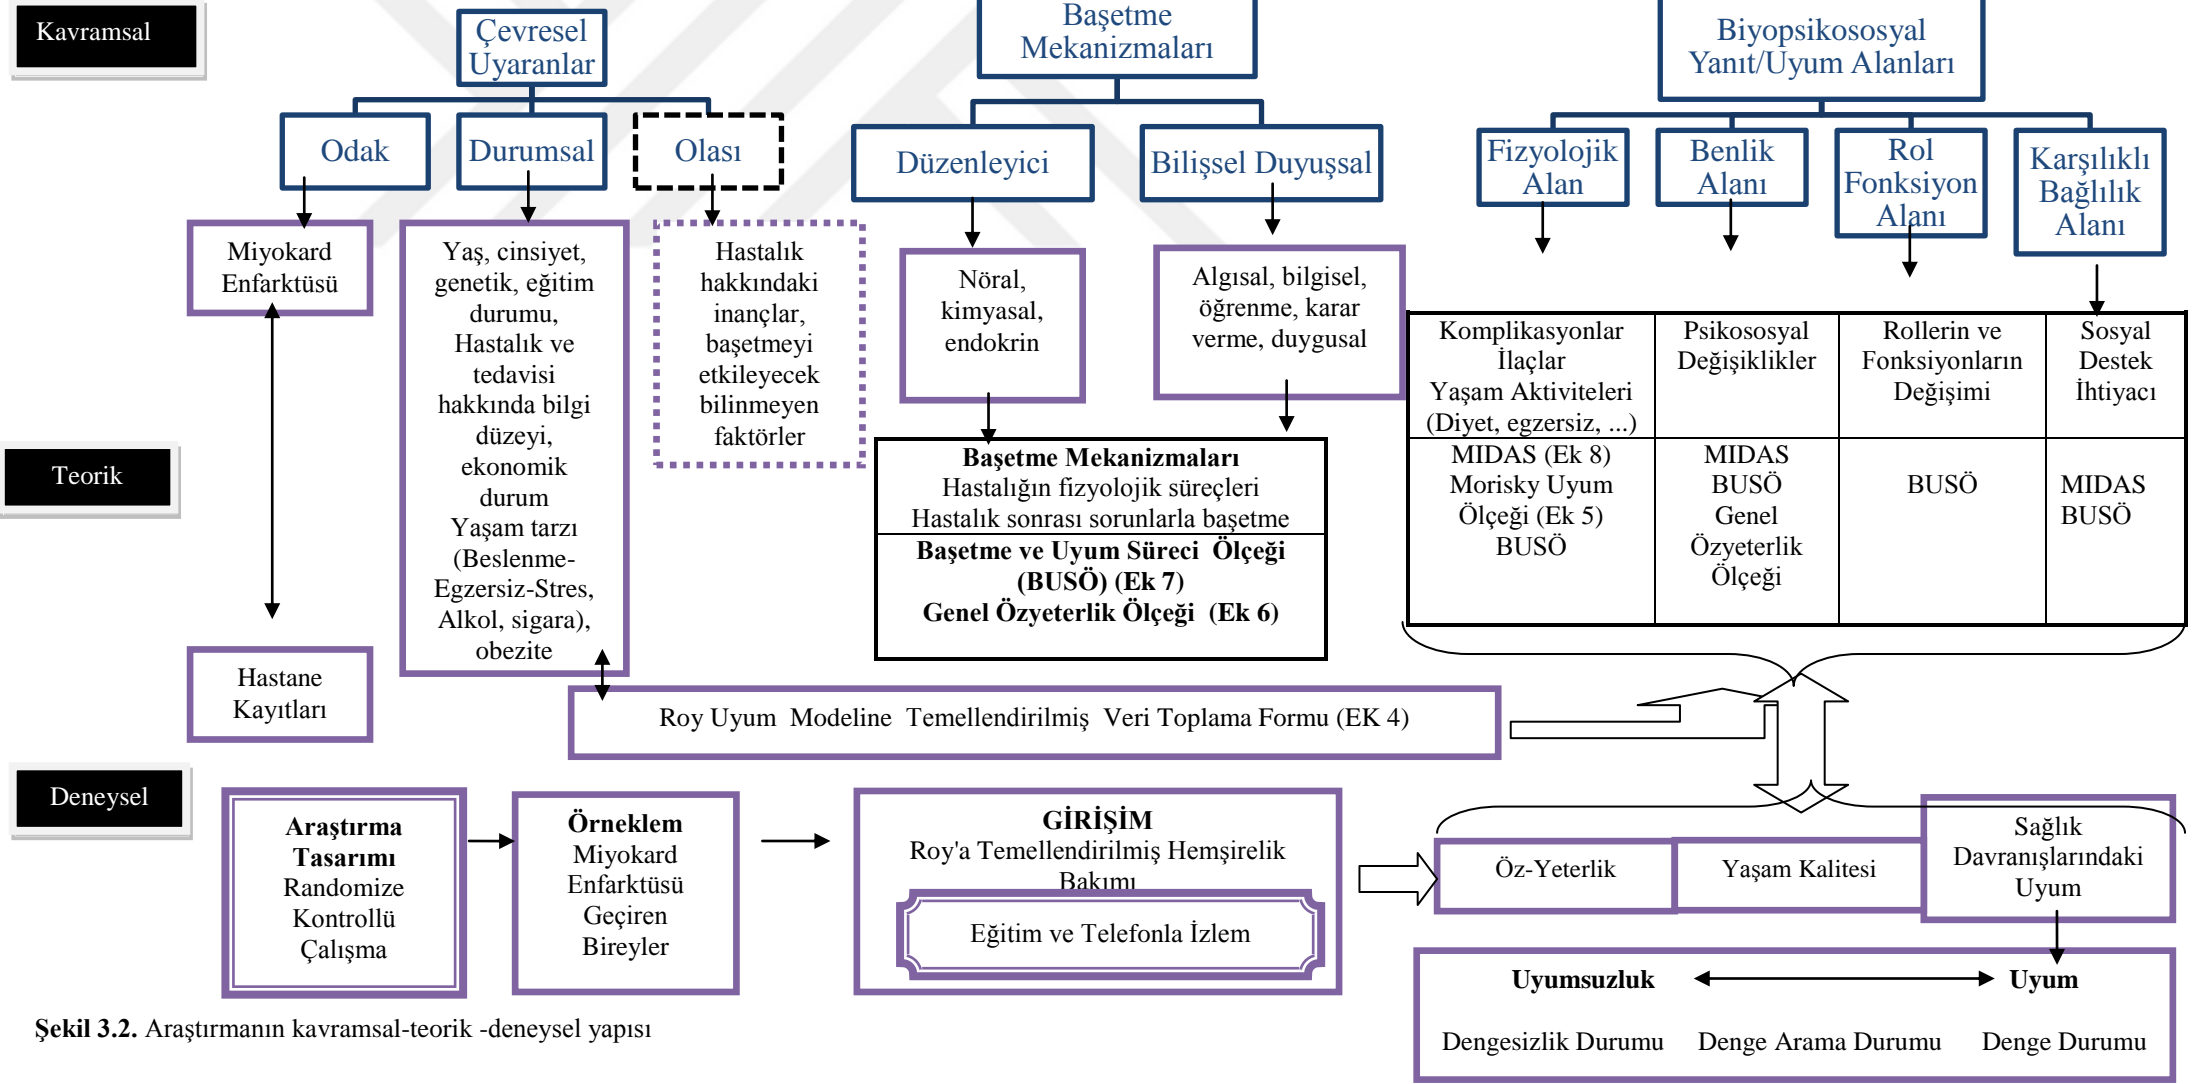 Kavramsal
Çevresel
Uyaranlar
Başetme
Mekanizmaları
Biyopsikososyal
Yanıt/Uyum Alanları
Odak
Durumsal
Olası
Düzenleyici
Bilişsel Duyuşsal
Fizyolojik
Alan
Benlik
Alanı
Rol
Fonksiyon
Alanı
Karşılıklı
Bağlılık
Alanı
Miyokard
Enfarktüsü
Yaş, cinsiyet,
genetik, eğitim
durumu,
Hastalık ve
tedavisi
hakkında bilgi
düzeyi,
ekonomik
durum
Yaşam tarzı
(Beslenme-
Egzersiz-Stres,
Alkol, sigara),
obezite
Hastalık
hakkındaki
inançlar,
başetmeyi
etkileyecek
bilinmeyen
faktörler
Nöral,
kimyasal,
endokrin
Algısal, bilgisel,
öğrenme, karar
verme, duygusal
Komplikasyonlar
İlaçlar
Yaşam Aktiviteleri
(Diyet, egzersiz, ...)
Psikososyal
Değişiklikler
Rollerin ve
Fonksiyonların
Değişimi
Sosyal
Destek
İhtiyacı
Teorik
Başetme Mekanizmaları
Hastalığın fizyolojik süreçleri
Hastalık sonrası sorunlarla başetme
Başetme ve Uyum Süreci Ölçeği
(BUSÖ) (Ek 7)
Genel Özyeterlik Ölçeği (Ek 6)
MIDAS (Ek 8)
Morisky Uyum
Ölçeği (Ek 5)
BUSÖ
MIDAS
BUSÖ
Genel
Özyeterlik
Ölçeği
BUSÖ
MIDAS
BUSÖ
Hastane
Kayıtları
Roy Uyum Modeline Temellendirilmiş Veri Toplama Formu (EK 4)
Deneysel
Araştırma
Tasarımı
Randomize
Kontrollü
Çalışma
Örneklem
Miyokard
Enfarktüsü
Geçiren
Bireyler
GİRİŞİM
Roy'a Temellendirilmiş Hemşirelik
Bakımı
Eğitim ve Telefonla İzlem
Öz-Yeterlik
Yaşam Kalitesi
Sağlık
Davranışlarındaki
Uyum
Uyumsuzluk Uyum
Dengesizlik Durumu Denge Arama Durumu Denge Durumu
Şekil 3.2. Araştırmanın kavramsal-teorik -deneysel yapısı